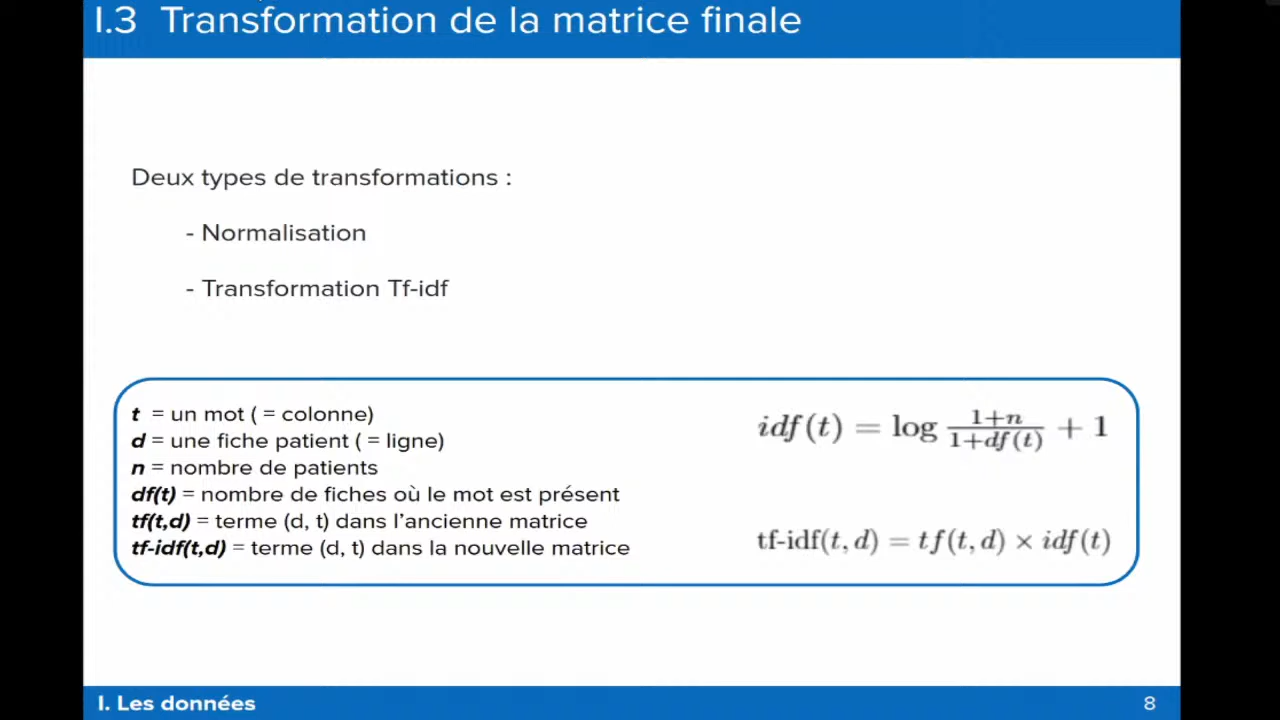 I.3 Transformation de la matrice finale
Deux types de transformations :
- Normalisation
- Transformation Tf-idf
t = un mot ( = colonne)
d = une fiche patient ( = ligne)
n = nombre de patients
df(t) = nombre de fiches où le mot est présent
tf(t,d) = terme (d, t) dans l’ancienne matrice
tf-idf(t,d) = terme (d, t) dans la nouvelle matrice
idf(t) = log 1+n / 1+df(t) + 1
tf-idf(t, d) = tf(t, d) × idf(t)
I. Les données
8